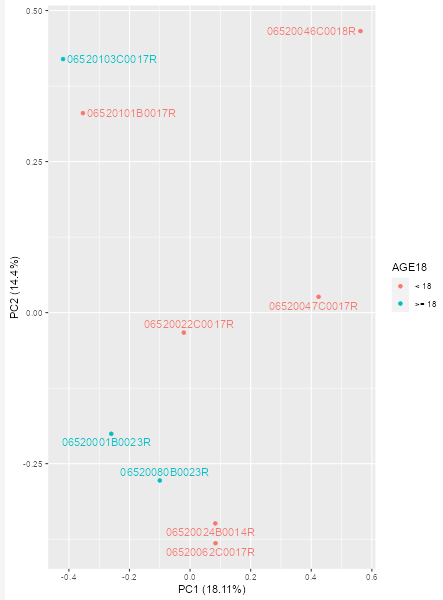 0.50
06520046C0018R
06520103C0017R
06520101B0017R
0.25
AGE18
< 18
>= 18
PC2 (14.4%)
06520047C0017R
0.00
06520022C0017R
06520001B0023R
-0.25
06520080B0023R
06520024B0014R
06520062C0017R
-0.4 -0.2 0.0 0.2 0.4 0.6
PC1 (18.11%)